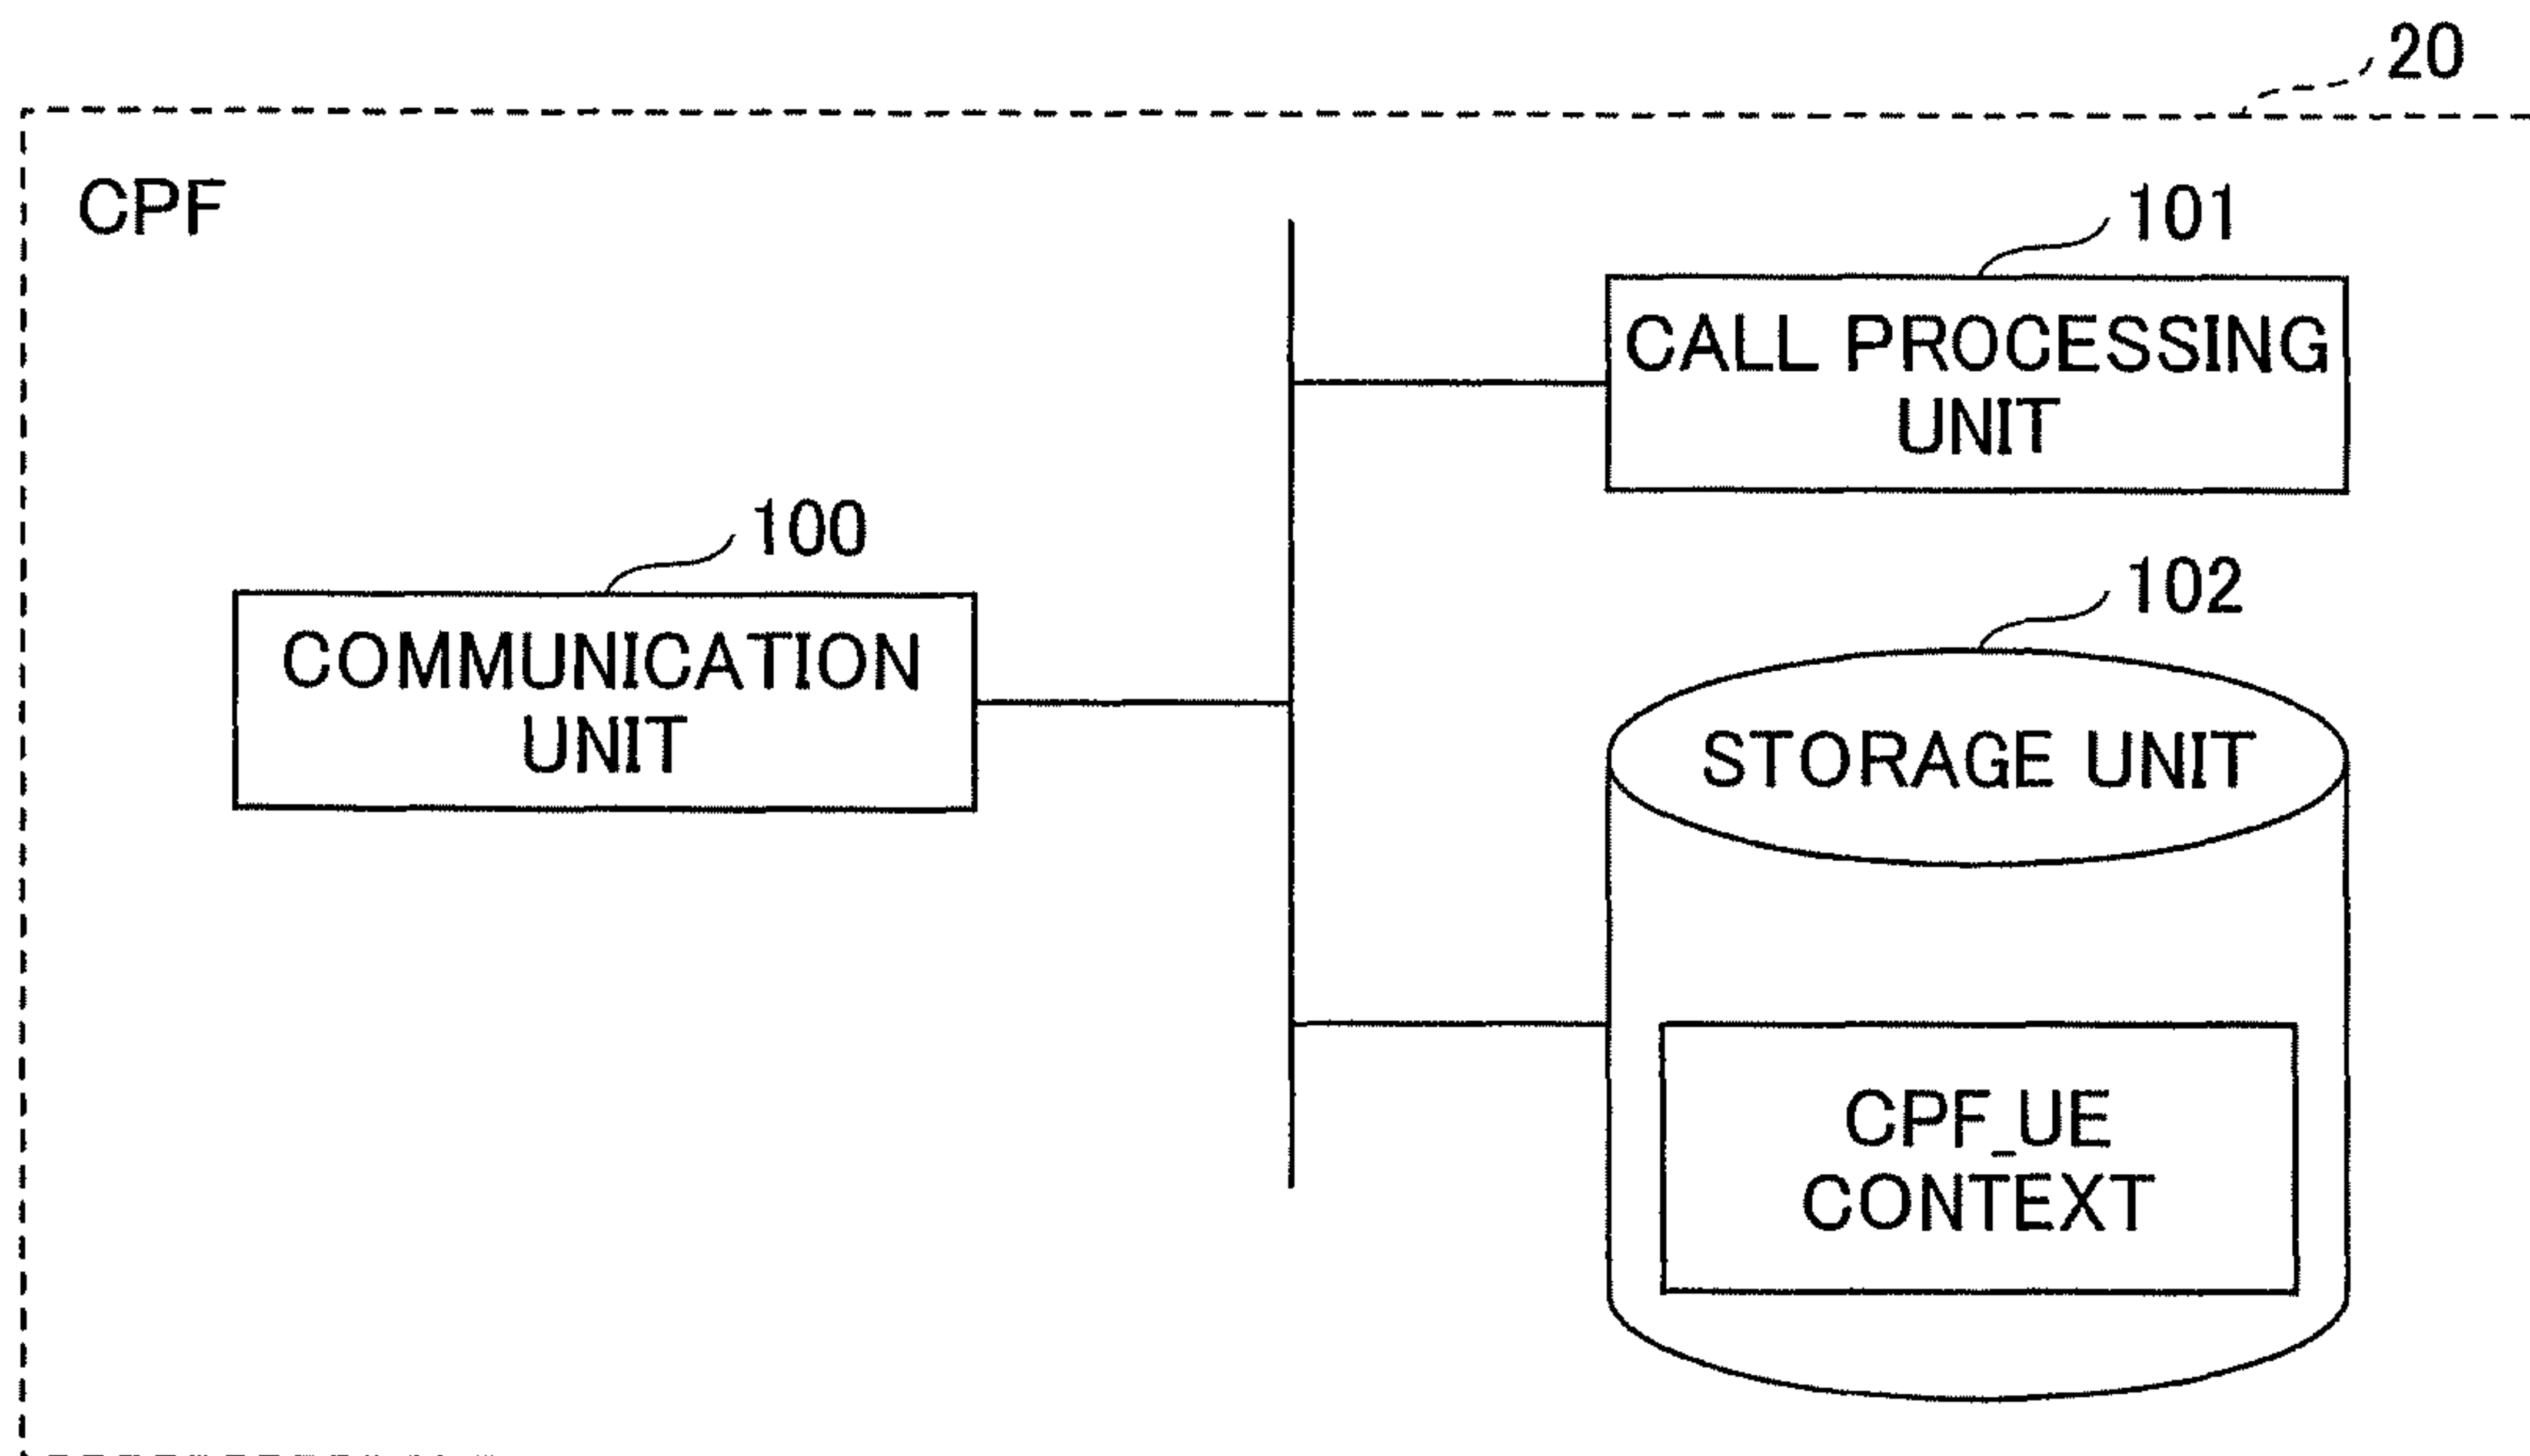 20
CPF
101
CALL PROCESSING
UNIT
100
COMMUNICATION
UNIT
102
STORAGE UNIT
CPF_UE
CONTEXT